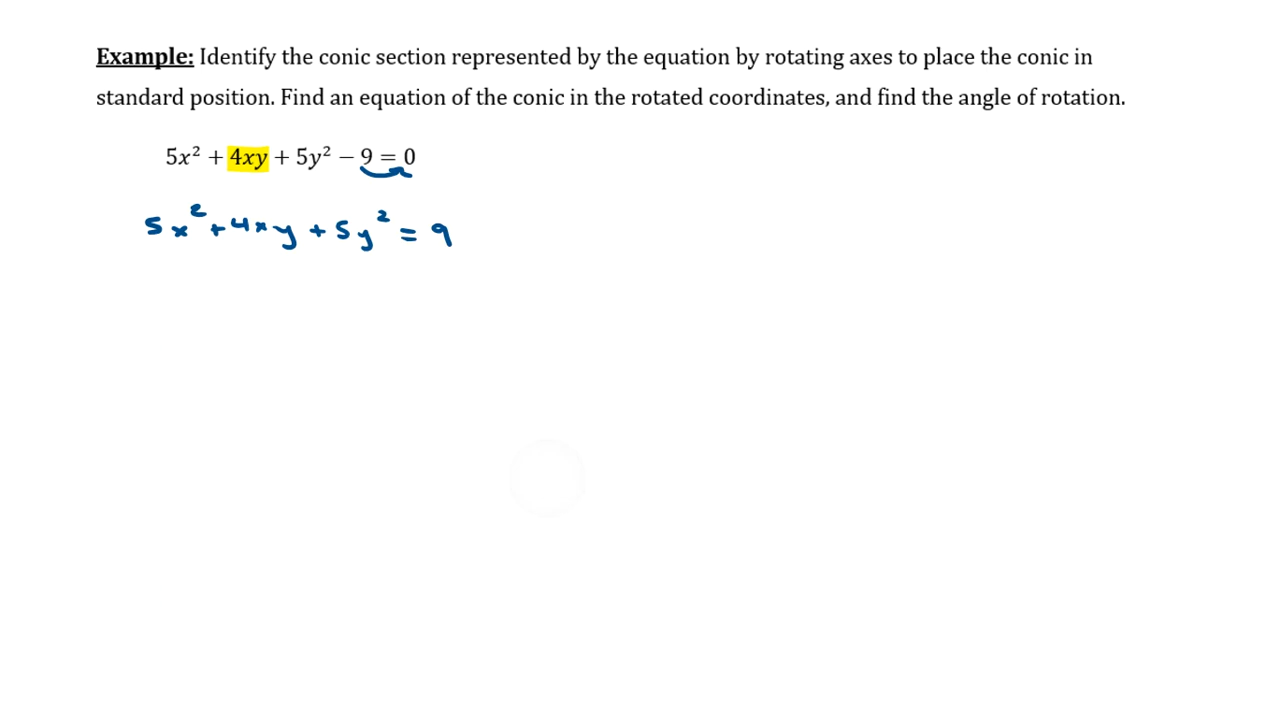 Example: Identify the conic section represented by the equation by rotating axes to place the conic in
standard position. Find an equation of the conic in the rotated coordinates, and find the angle of rotation.
5x² + 4xy + 5y² − 9 = 0
5x² + 4xy + 5y² = 9